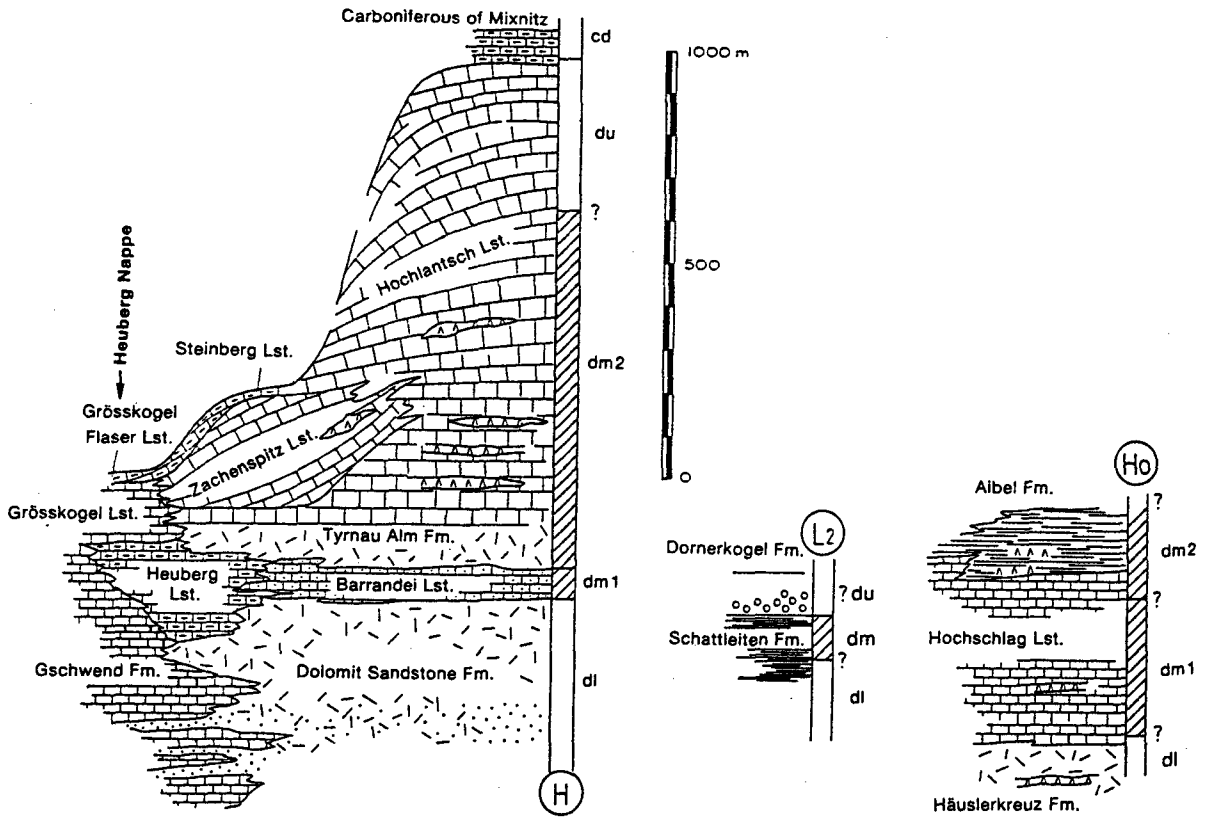 Carboniferous of Mixnitz
cd
du
?
Hochlantsch Lst.
Heuberg Nappe
Steinberg Lst.
dm2
Grösskogel
Flaser Lst.
Zachenspitz Lst.
Grösskogel Lst.
Tyrnau Alm Fm.
Heuberg
Lst.
Barrandei Lst.
dm1
Gschwend Fm.
Dolomit Sandstone Fm.
dl
H
1000 m
500
0
L2
Dornerkogel Fm.
? du
Schattleiten Fm.
dm
?
dl
Ho
Aibel Fm.
?
dm2
?
Hochschlag Lst.
dm1
?
dl
Häuslerkreuz Fm.